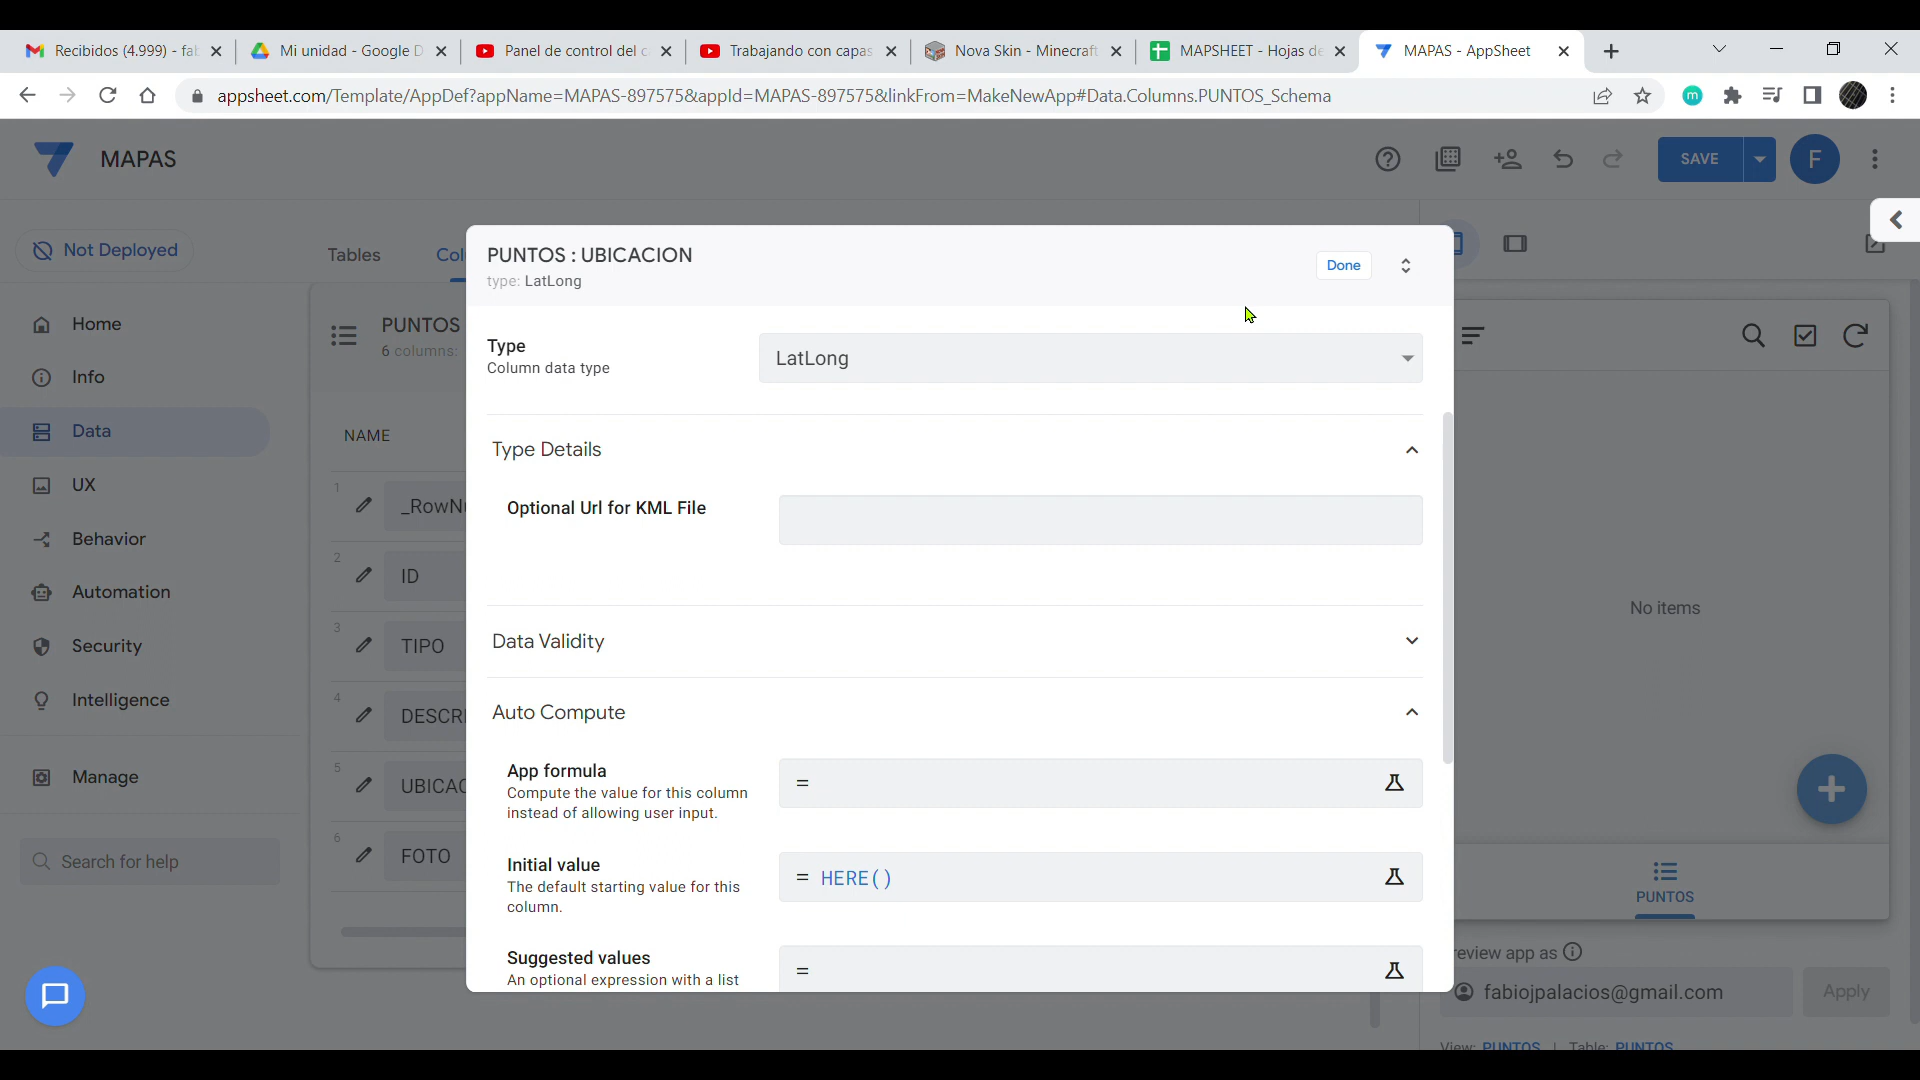 Recibidos (4.999) - fab
Mi unidad - Google D
Panel de control del c
Trabajando con capas
Nova Skin - Minecraft
MAPSHEET - Hojas de
MAPAS - AppSheet
appsheet.com/Template/AppDef?appName=MAPAS-897575&appId=MAPAS-897575&linkFrom=MakeNewApp#Data.Columns.PUNTOS_Schema
m
MAPAS
SAVE
F
Not Deployed
Tables
Col
Home
Info
Data
UX
Behavior
Automation
Security
Intelligence
Manage
Search for help
PUNTOS
6 columns:
NAME
1
_RowNu
2
ID
3
TIPO
4
DESCRI
5
UBICAC
6
FOTO
PUNTOS : UBICACION
type: LatLong
Done
Type
Column data type
LatLong
Type Details
Optional Url for KML File
Data Validity
Auto Compute
App formula
Compute the value for this column
instead of allowing user input.
=
Initial value
The default starting value for this
column.
= HERE()
Suggested values
An optional expression with a list
=
No items
PUNTOS
review app as
fabiojpalacios@gmail.com
Apply
View: PUNTOS | Table: PUNTOS